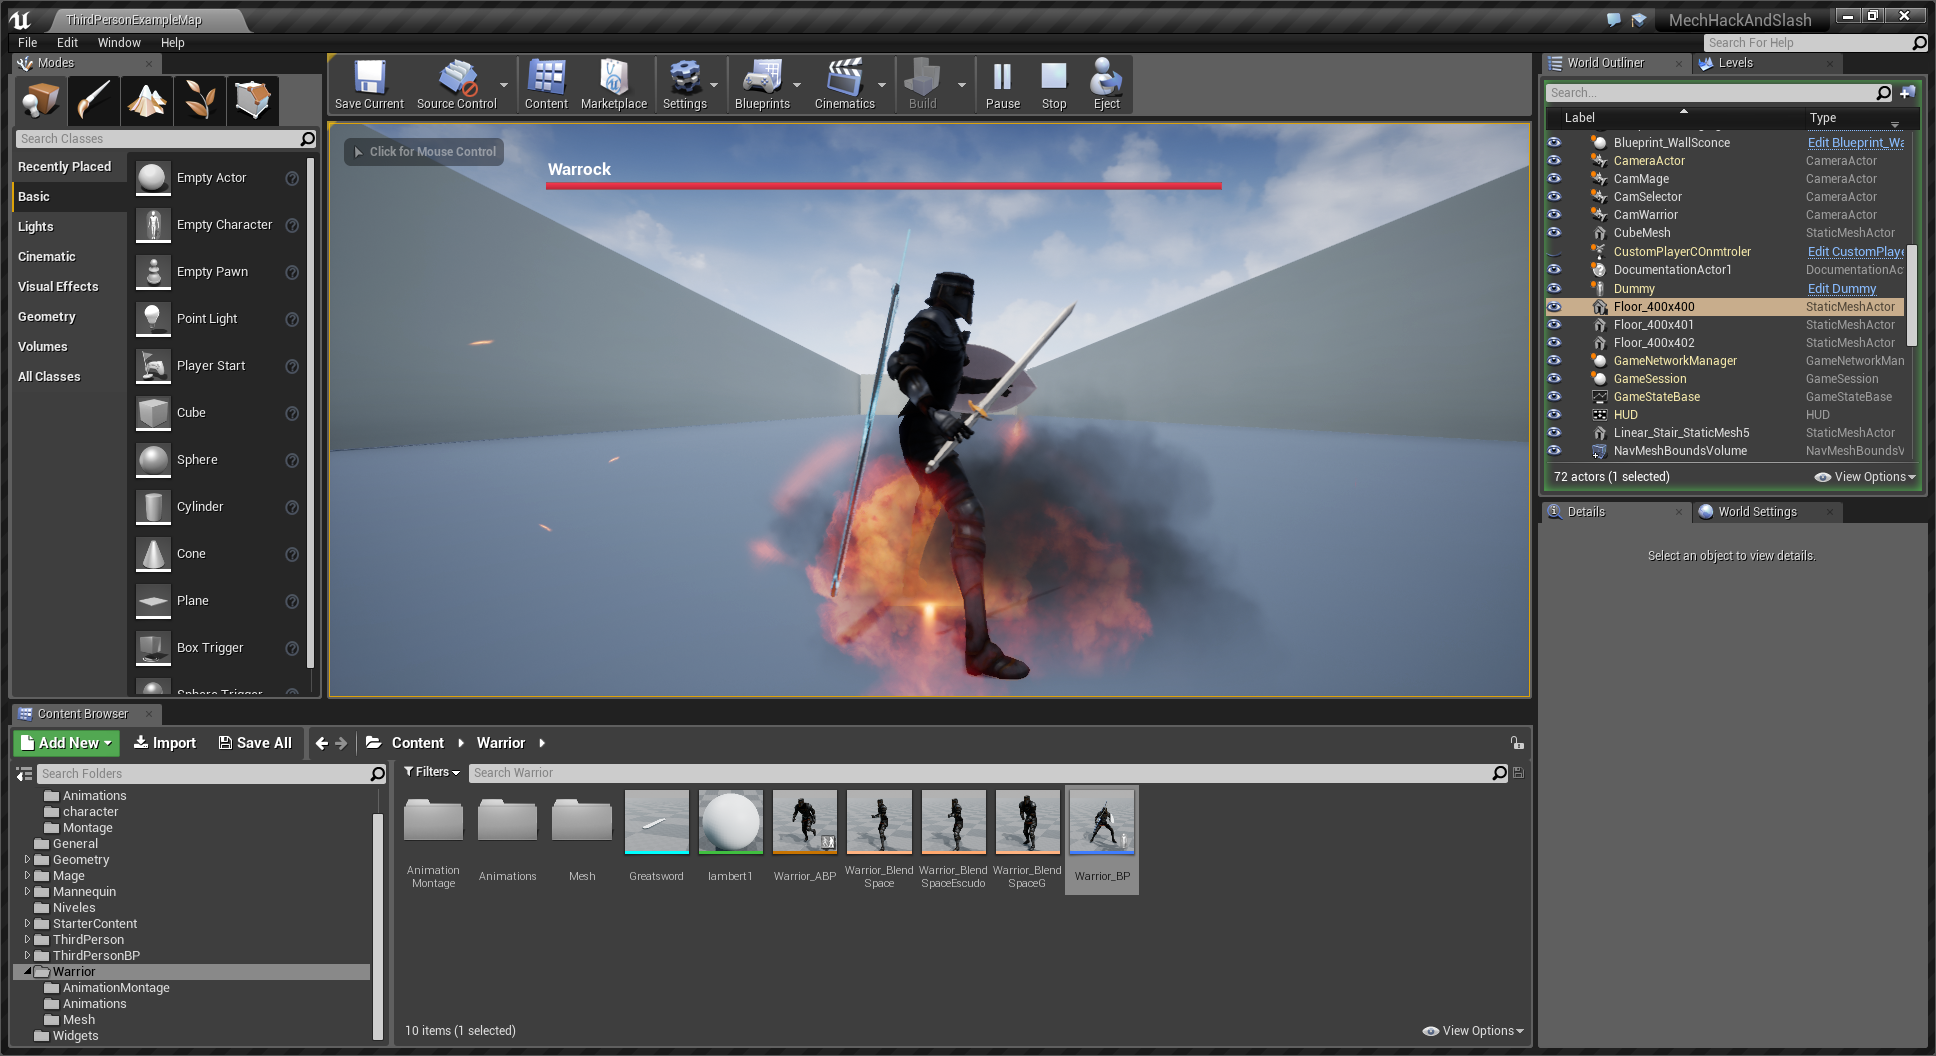 ThirdPersonExampleMap
MechHackAndSlash
File Edit Window Help
Search For Help
Modes
Search Classes
Recently Placed
Basic
Lights
Cinematic
Visual Effects
Geometry
Volumes
All Classes
Empty Actor
Empty Character
Empty Pawn
Point Light
Player Start
Cube
Sphere
Cylinder
Cone
Plane
Box Trigger
Sphere Trigger
Save Current
Source Control
Content
Marketplace
Settings
Blueprints
Cinematics
Build
Pause
Stop
Eject
Click for Mouse Control
Warrock
World Outliner
Levels
Search...
Label Type
Blueprint_WallSconce Edit Blueprint_Wa
CameraActor CameraActor
CamMage CameraActor
CamSelector CameraActor
CamWarrior CameraActor
CubeMesh StaticMeshActor
CustomPlayerCOnmtroler Edit CustomPlaye
DocumentationActor1 DocumentationAc
Dummy Edit Dummy
Floor_400x400 StaticMeshActor
Floor_400x401 StaticMeshActor
Floor_400x402 StaticMeshActor
GameNetworkManager GameNetworkMan
GameSession GameSession
GameStateBase GameStateBase
HUD HUD
Linear_Stair_StaticMesh5 StaticMeshActor
NavMeshBoundsVolume NavMeshBoundsV
72 actors (1 selected) View Options
Details
World Settings
Select an object to view details.
Content Browser
Add New Import Save All Content Warrior
Search Folders
Animations
character
Montage
General
Geometry
Mage
Mannequin
Niveles
StarterContent
ThirdPerson
ThirdPersonBP
Warrior
AnimationMontage
Animations
Mesh
Widgets
Filters
Search Warrior
Animation
Montage
Animations
Mesh
Greatsword
lambert1
Warrior_ABP
Warrior_Blend
Space
Warrior_Blend
SpaceEscudo
Warrior_Blend
SpaceG
Warrior_BP
10 items (1 selected)
View Options